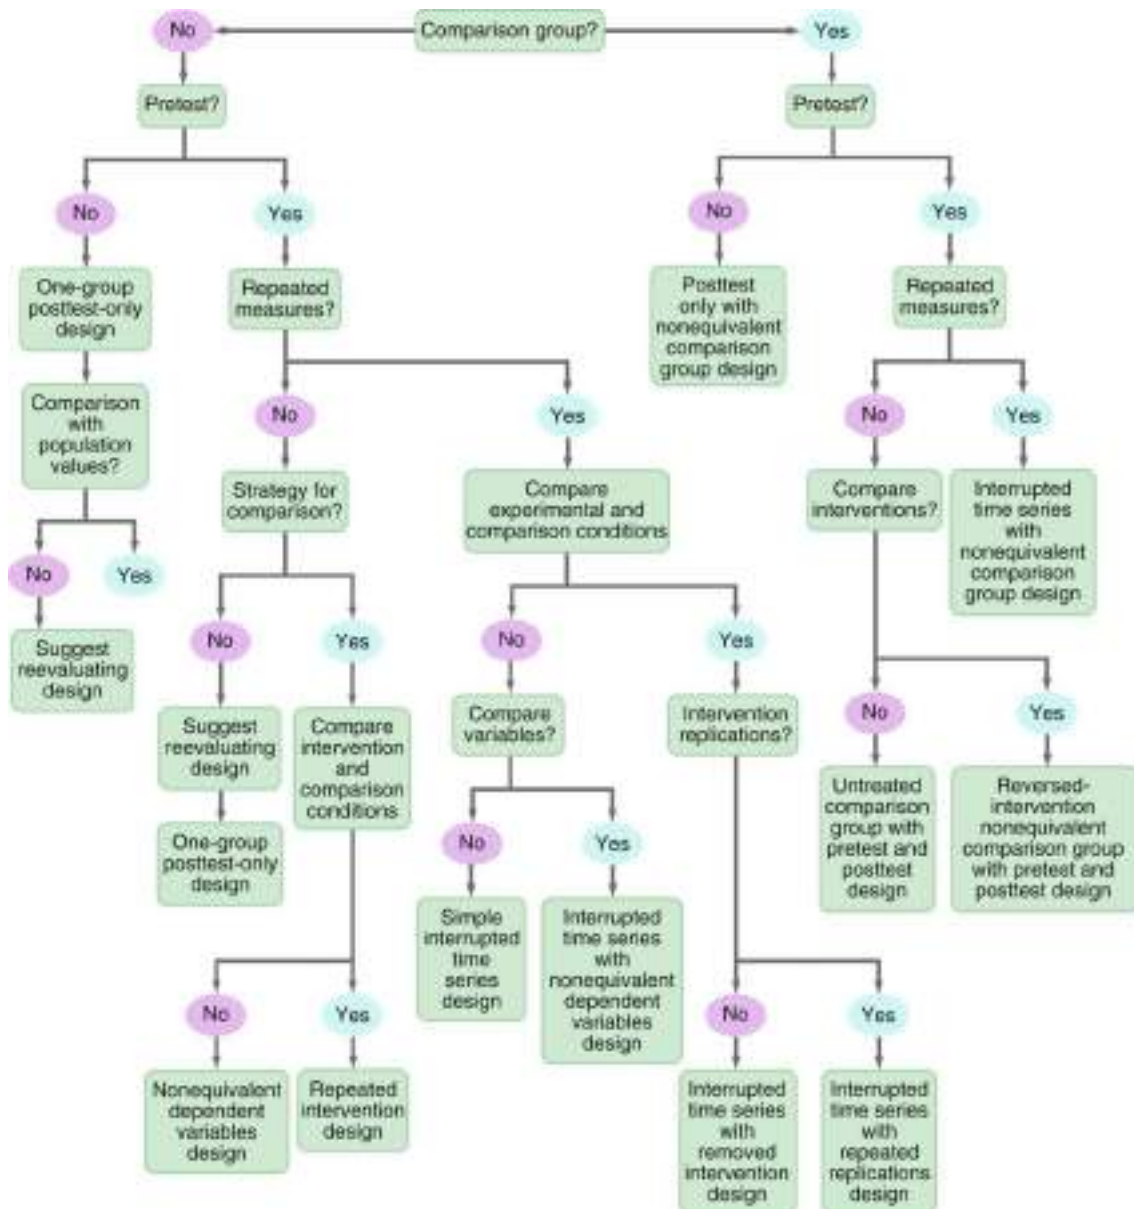 No
Comparison group?
Yes
Pretest?
Pretest?
No
Yes
No
Yes
One-group
posttest-only
design
Repeated
measures?
Posttest
only with
nonequivalent
comparison
group design
Repeated
measures?
Comparison
with
population
values?
No
Yes
No
Yes
Strategy for
comparison?
Compare
experimental and
comparison conditions
Compare
interventions?
Interrupted
time series
with
nonequivalent
comparison
group design
No
Yes
No
Yes
No
Yes
Suggest
reevaluating
design
Suggest
reevaluating
design
Compare
intervention
and
comparison
conditions
Compare
variables?
Intervention
replications?
No
Yes
One-group
posttest-only
design
No
Yes
Untreated
comparison
group with
pretest and
posttest
design
Reversed-
intervention
nonequivalent
comparison group
with pretest and
posttest design
Simple
interrupted
time
series
design
Interrupted
time series
with
nonequivalent
dependent
variables
design
No
Yes
No
Yes
Nonequivalent
dependent
variables
design
Repeated
intervention
design
Interrupted
time series
with
removed
intervention
design
Interrupted
time series
with
repeated
replications
design